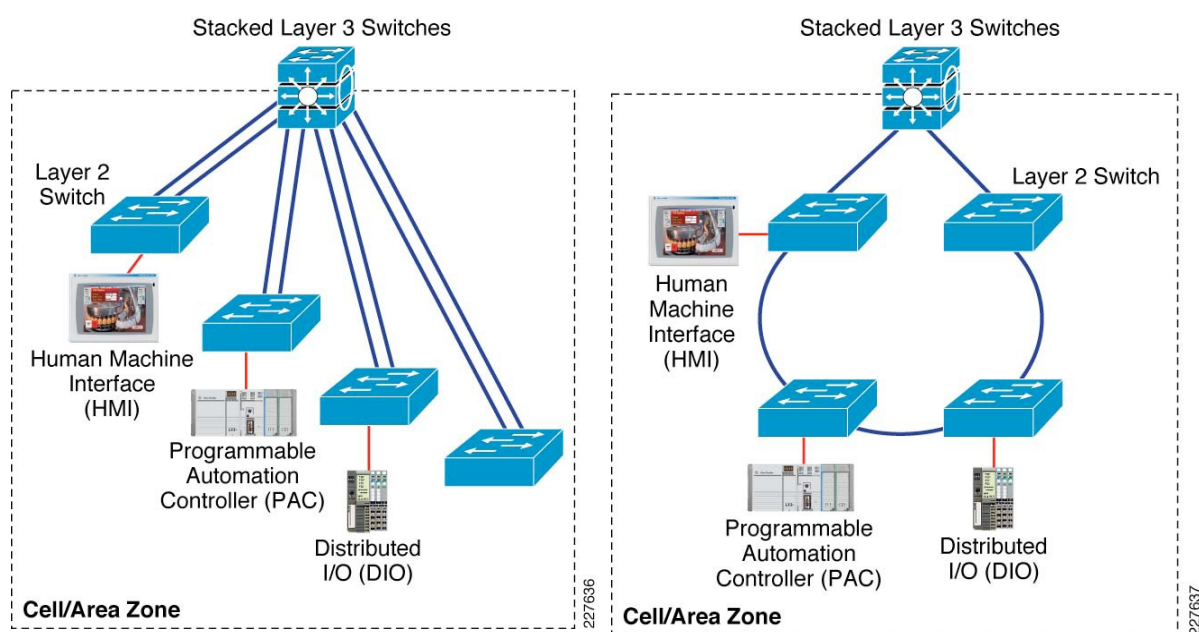 Stacked Layer 3 Switches
Layer 2
Switch
Human Machine
Interface
(HMI)
Programmable
Automation
Controller (PAC)
Distributed
I/O (DIO)
Cell/Area Zone
227636
Stacked Layer 3 Switches
Layer 2 Switch
Human
Machine
Interface
(HMI)
Programmable
Automation
Controller (PAC)
Distributed
I/O (DIO)
Cell/Area Zone
227637